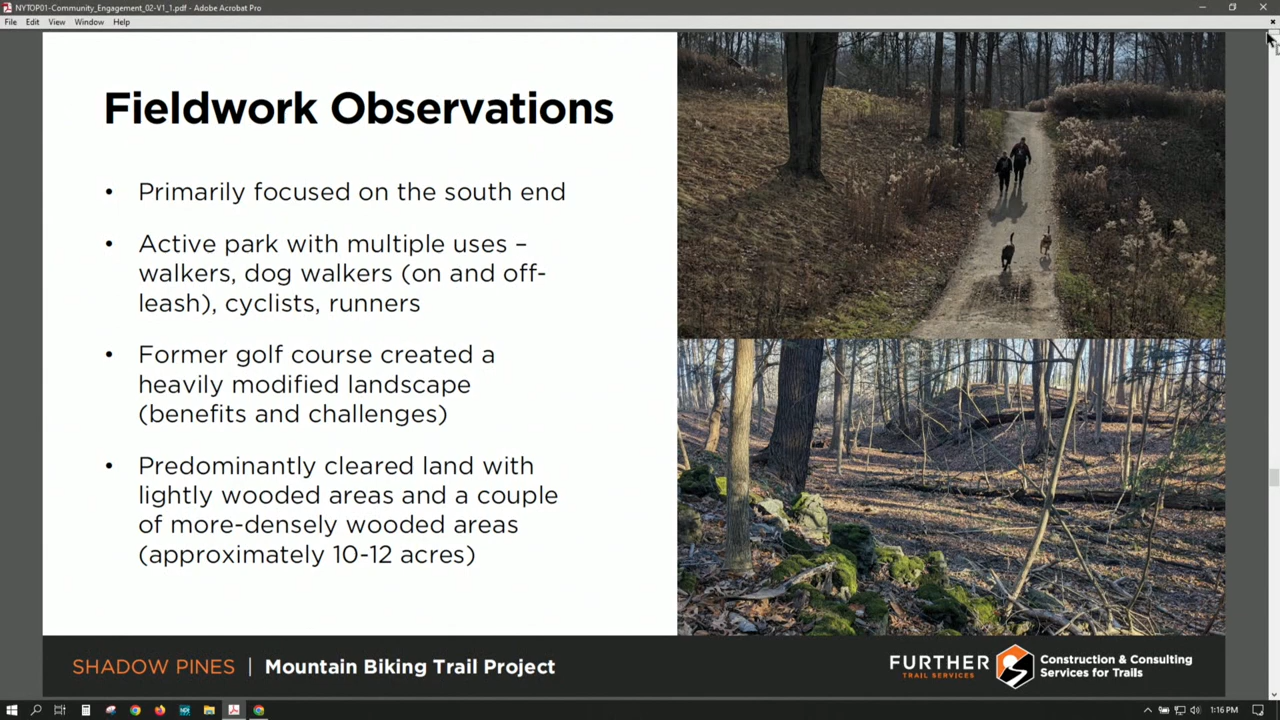 NYTOP01-Community_Engagement_02-V1_1.pdf - Adobe Acrobat Pro
File Edit View Window Help
Fieldwork Observations
• Primarily focused on the south end
• Active park with multiple uses –
walkers, dog walkers (on and off-
leash), cyclists, runners
• Former golf course created a
heavily modified landscape
(benefits and challenges)
• Predominantly cleared land with
lightly wooded areas and a couple
of more-densely wooded areas
(approximately 10-12 acres)
SHADOW PINES | Mountain Biking Trail Project
FURTHER
TRAIL SERVICES
Construction & Consulting
Services for Trails
1:16 PM